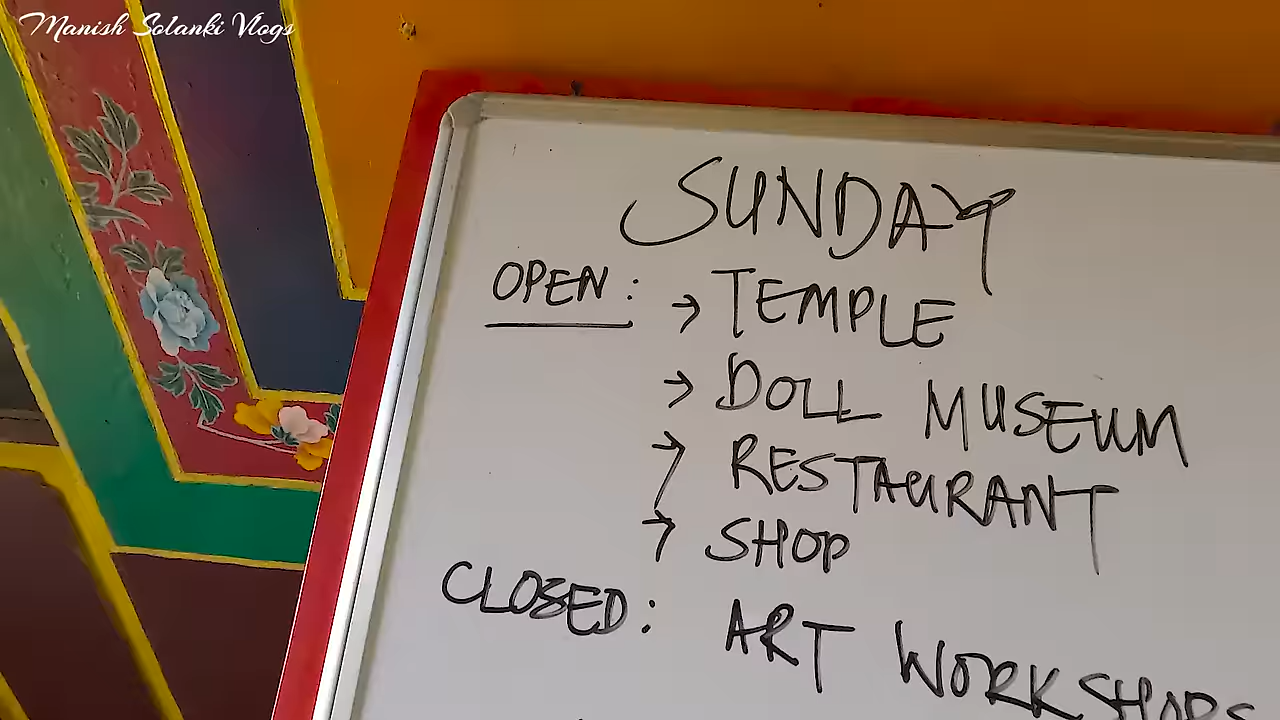 Manish Solanki Vlogs
SUNDAY
OPEN: → TEMPLE
→ DOLL MUSEUM
→ RESTAURANT
→ SHOP
CLOSED: ART WORKSHOPS